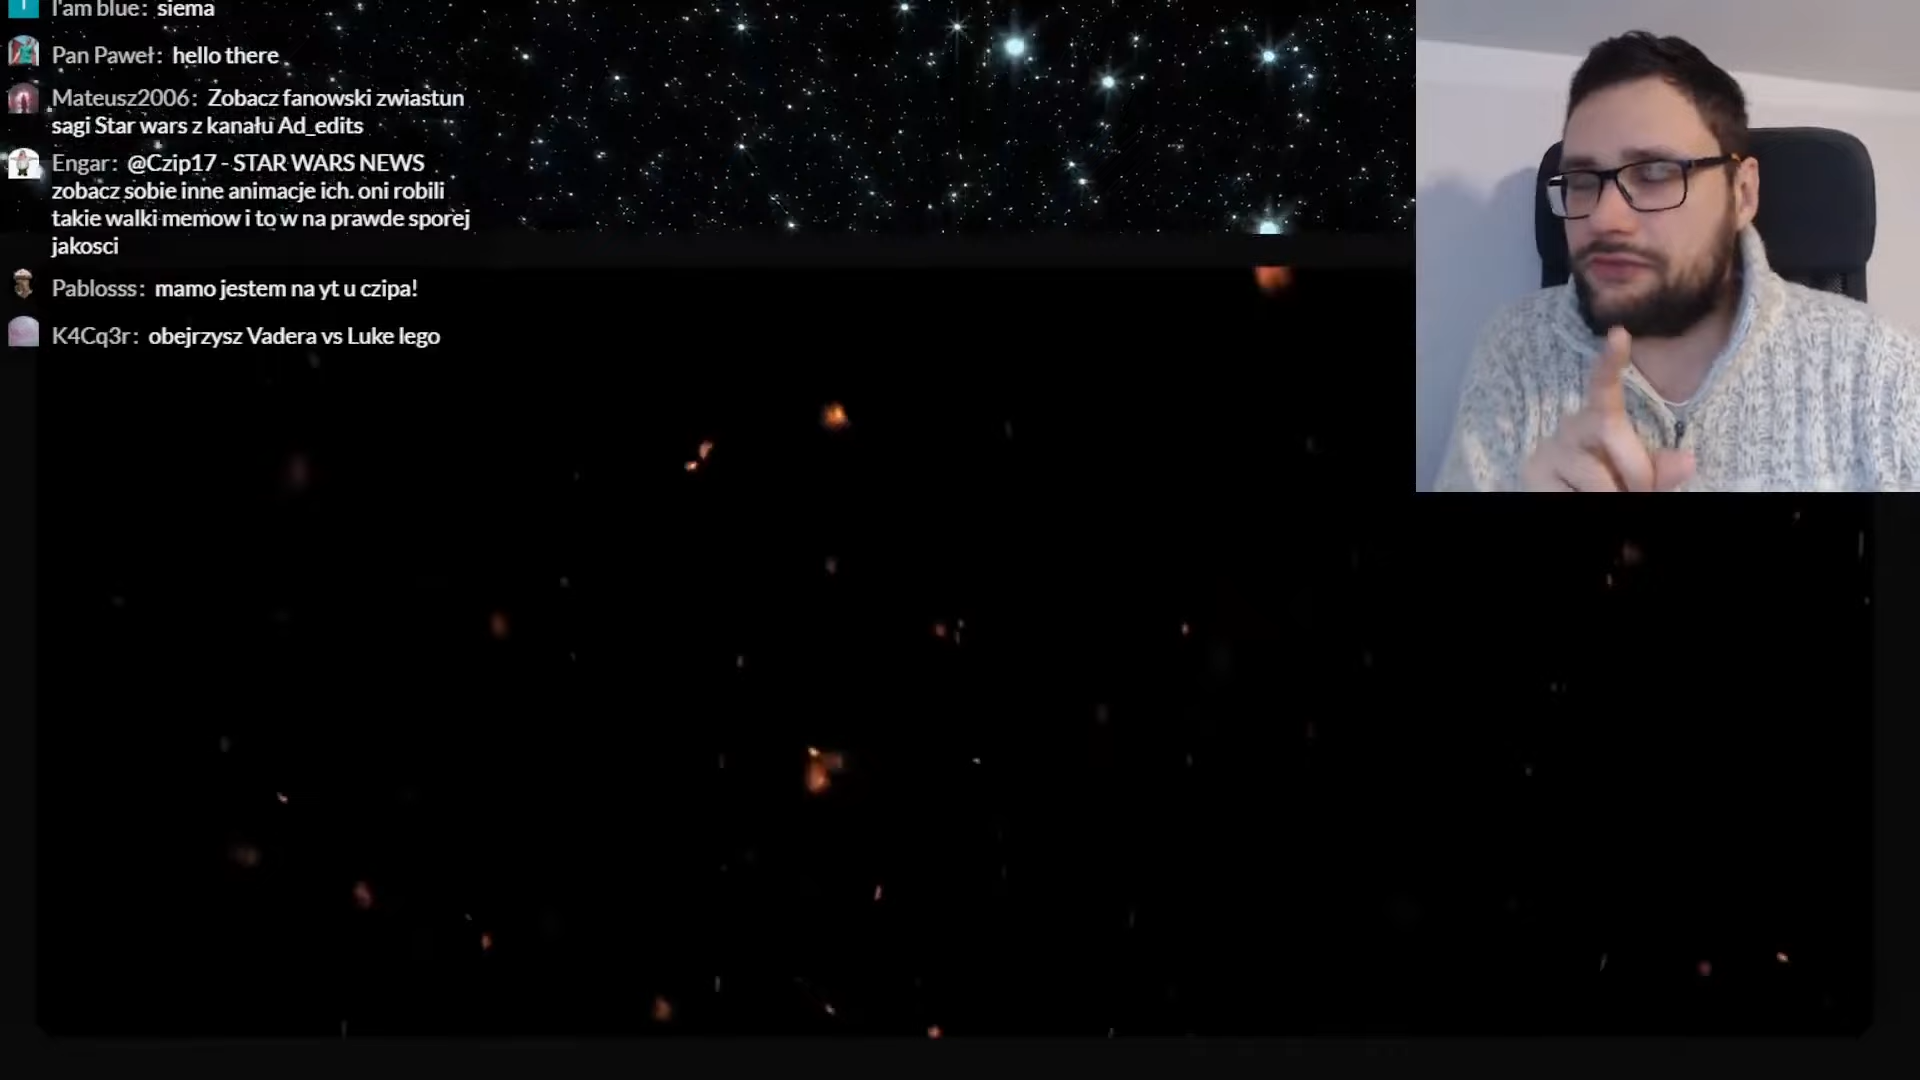 I'am blue: siema
Pan Paweł: hello there
Mateusz2006: Zobacz fanowski zwiastun
sagi Star wars z kanału Ad_edits
Engar: @Czip17 - STAR WARS NEWS
zobacz sobie inne animacje ich. oni robili
takie walki memow i to w na prawde sporej
jakosci
Pablosss: mamo jestem na yt u czipa!
K4Cq3r: obejrzysz Vadera vs Luke lego